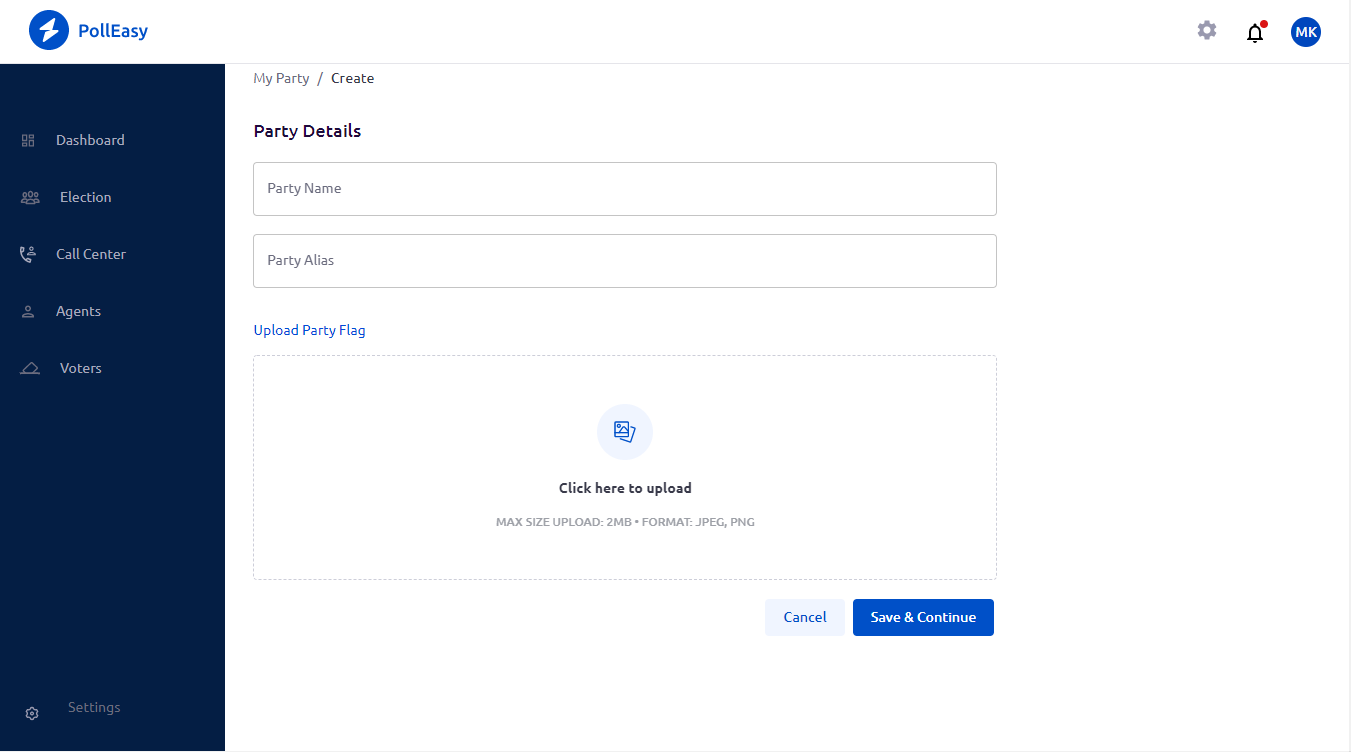 PollEasy
MK
My Party / Create
Dashboard
Election
Call Center
Agents
Voters
Settings
Party Details
Party Name
Party Alias
Upload Party Flag
Click here to upload
MAX SIZE UPLOAD: 2MB • FORMAT: JPEG, PNG
Cancel
Save & Continue